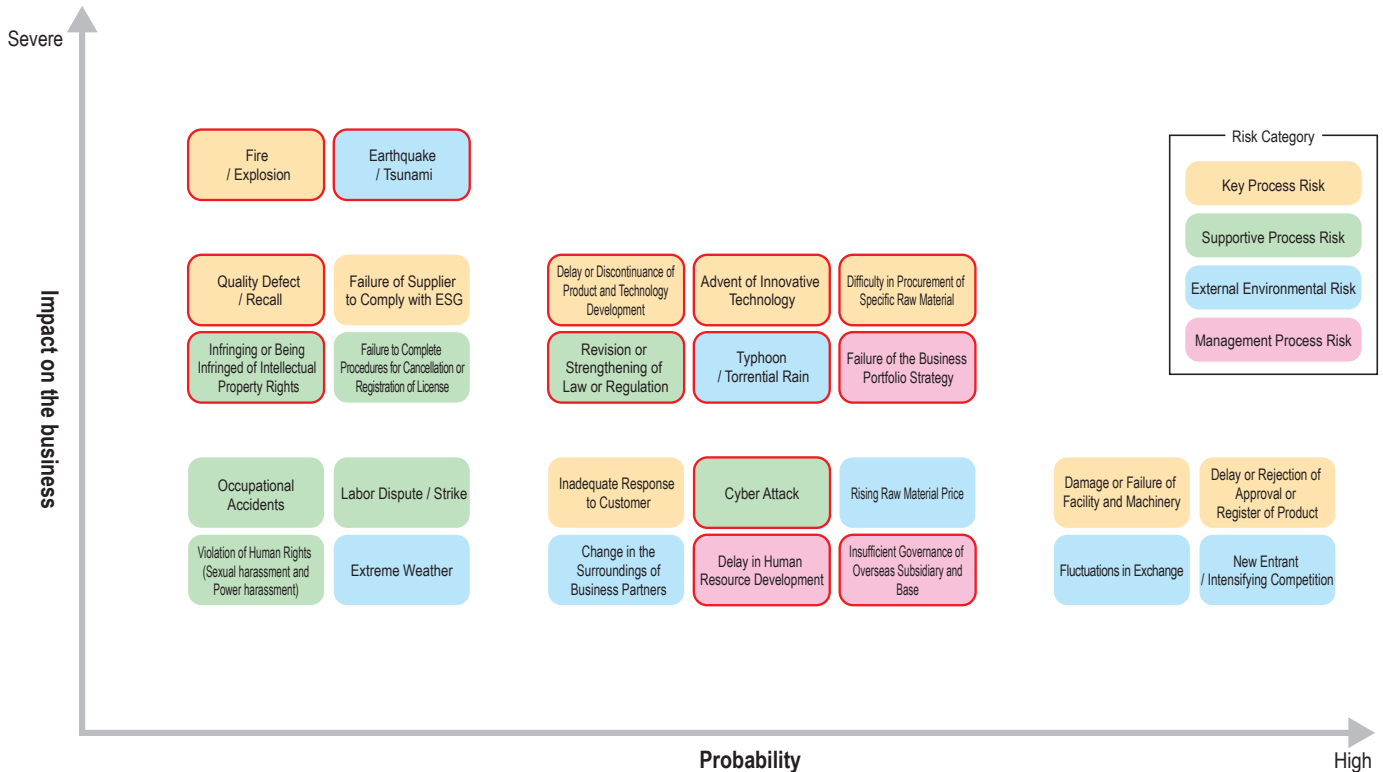 Severe
Impact on the business
Fire
/ Explosion
Earthquake
/ Tsunami
Risk Category
Key Process Risk
Supportive Process Risk
External Environmental Risk
Management Process Risk
Quality Defect
/ Recall
Failure of Supplier
to Comply with ESG
Delay or Discontinuance of
Product and Technology
Development
Advent of Innovative
Technology
Difficulty in Procurement of
Specific Raw Material
Infringing or Being
Infringed of Intellectual
Property Rights
Failure to Complete
Procedures for Cancellation or
Registration of License
Revision or
Strengthening of
Law or Regulation
Typhoon
/ Torrential Rain
Failure of the Business
Portfolio Strategy
Occupational
Accidents
Labor Dispute / Strike
Inadequate Response
to Customer
Cyber Attack
Rising Raw Material Price
Damage or Failure of
Facility and Machinery
Delay or Rejection of
Approval or
Register of Product
Violation of Human Rights
(Sexual harassment and
Power harassment)
Extreme Weather
Change in the
Surroundings of
Business Partners
Delay in Human
Resource Development
Insufficient Governance of
Overseas Subsidiary and
Base
Fluctuations in Exchange
New Entrant
/ Intensifying Competition
Probability
High